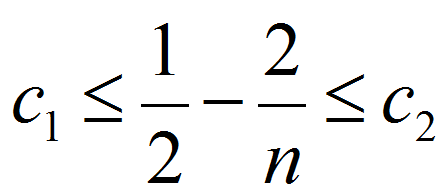 c₁ ≤ 1/2 − 2/n ≤ c₂